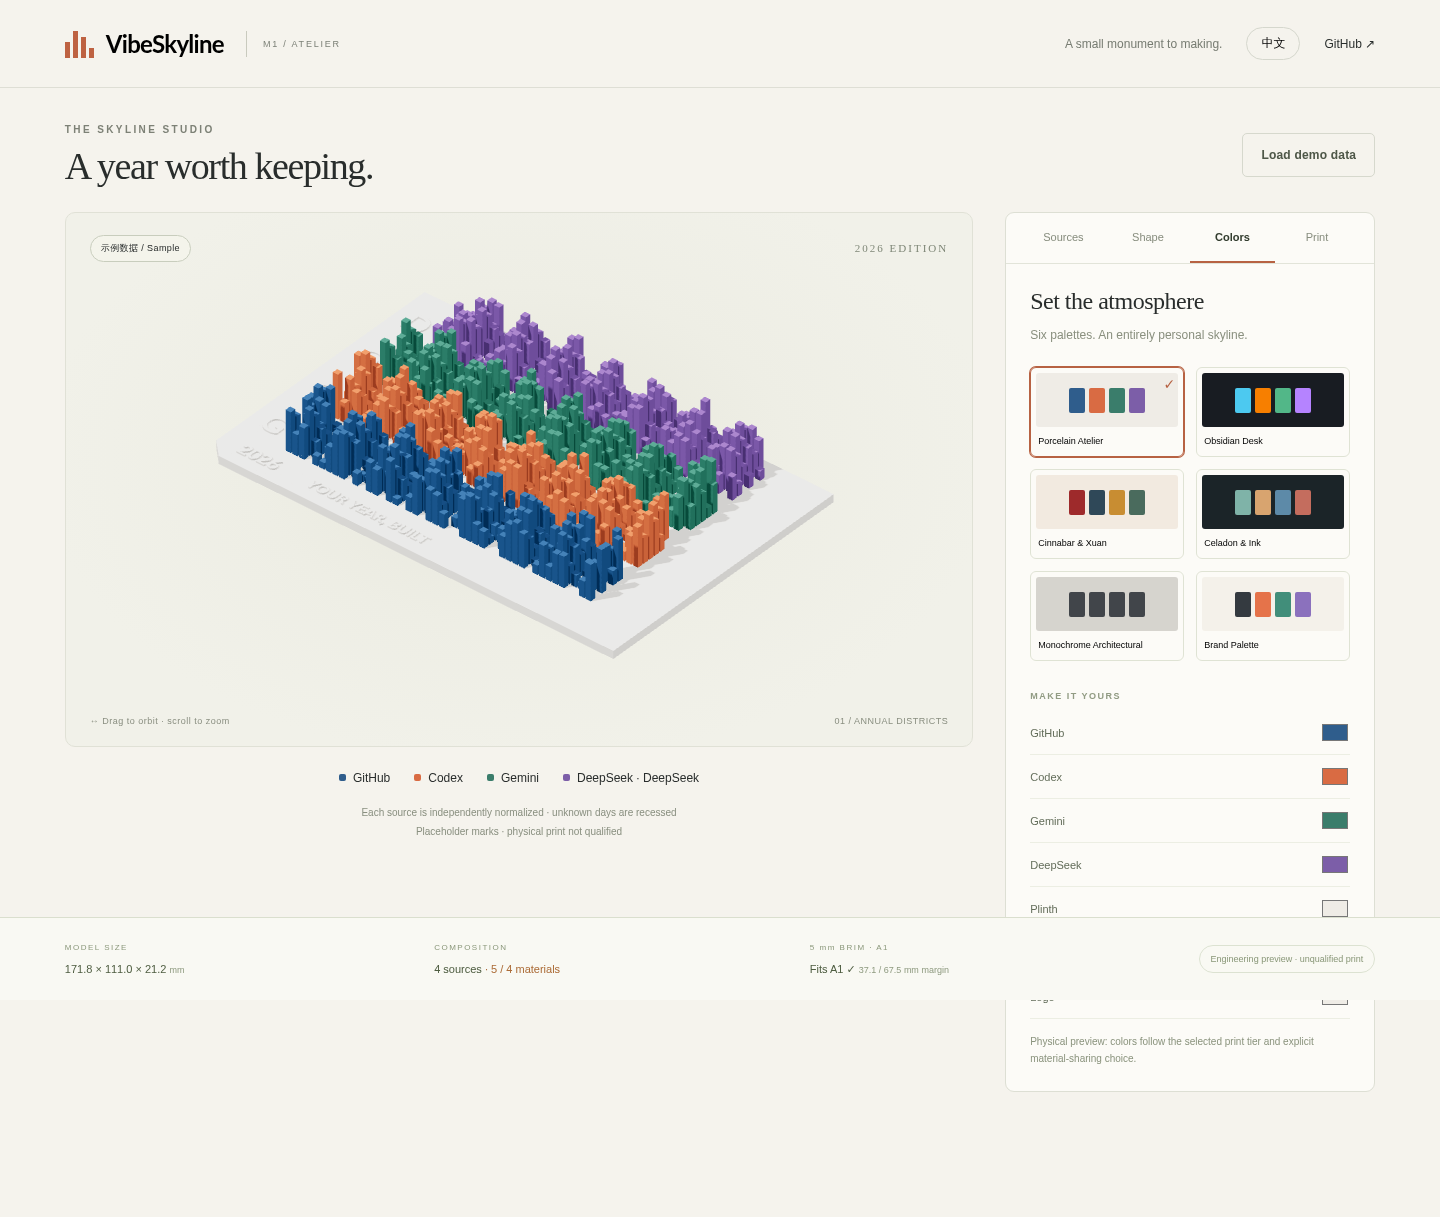 VibeSkyline
M1 / ATELIER
A small monument to making.
中文
GitHub ↗
THE SKYLINE STUDIO
A year worth keeping.
Load demo data
示例数据 / Sample
2026 EDITION
2026
YOUR YEAR, BUILT
↔ Drag to orbit · scroll to zoom
01 / ANNUAL DISTRICTS
GitHub
Codex
Gemini
DeepSeek · DeepSeek
Each source is independently normalized · unknown days are recessed
Placeholder marks · physical print not qualified
Sources
Shape
Colors
Print
Set the atmosphere
Six palettes. An entirely personal skyline.
Porcelain Atelier
Obsidian Desk
Cinnabar & Xuan
Celadon & Ink
Monochrome Architectural
Brand Palette
MAKE IT YOURS
GitHub
Codex
Gemini
DeepSeek
Plinth
MODEL SIZE
171.8 × 111.0 × 21.2 mm
COMPOSITION
4 sources · 5 / 4 materials
5 mm BRIM · A1
Fits A1 ✓ 37.1 / 67.5 mm margin
Engineering preview · unqualified print
Physical preview: colors follow the selected print tier and explicit
material-sharing choice.